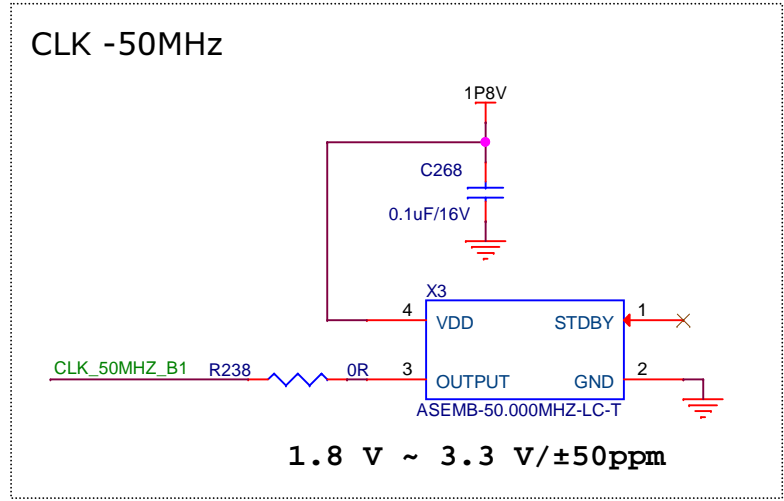 CLK -50MHz
1P8V
C268
0.1uF/16V
X3
4 VDD STDBY 1
CLK_50MHZ_B1 R238 0R 3 OUTPUT GND 2
ASEMB-50.000MHZ-LC-T
1.8 V ~ 3.3 V/±50ppm